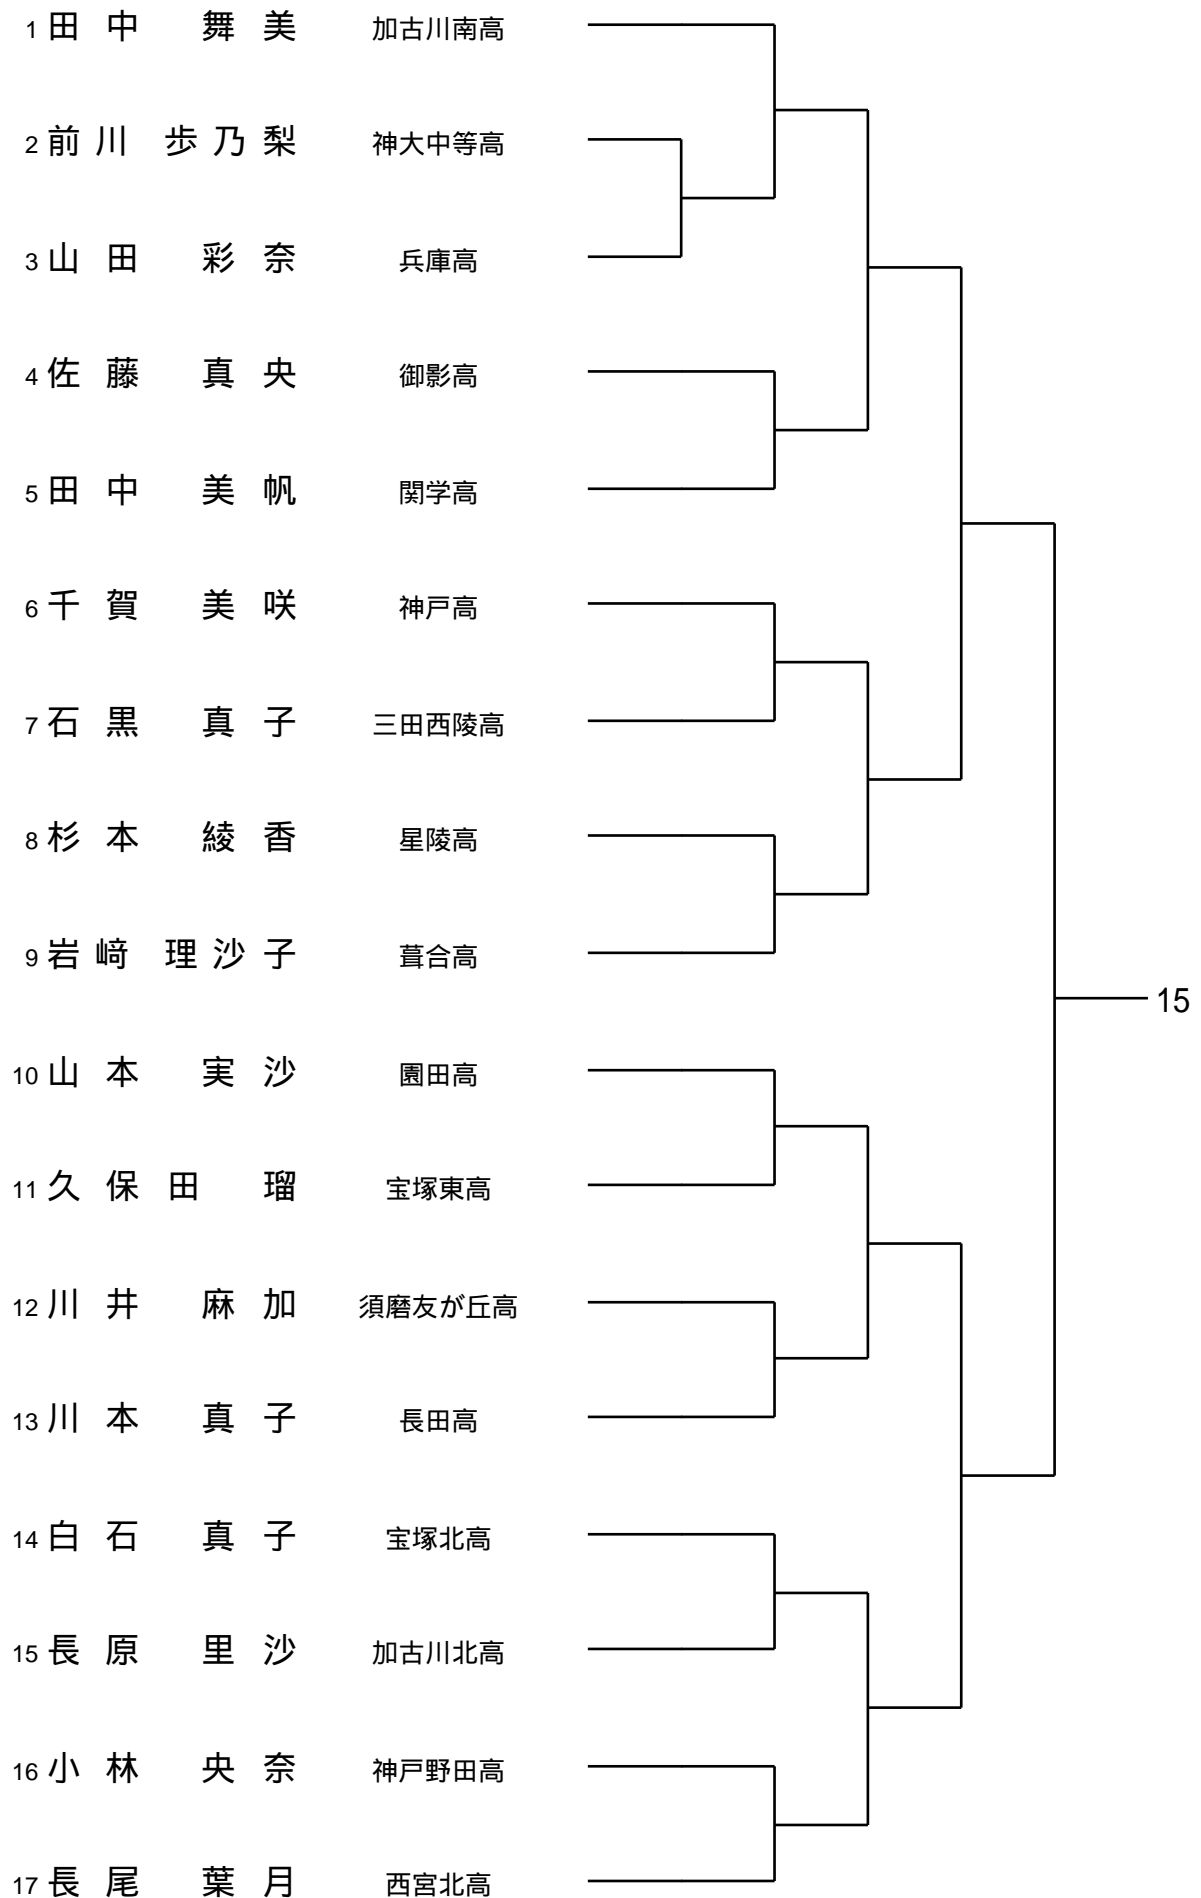 1 田中 舞美 加古川南高
2 前川 歩乃梨 神大中等高
3 山田 彩奈 兵庫高
4 佐藤 真央 御影高
5 田中 美帆 関学高
6 千賀 美咲 神戸高
7 石黒 真子 三田西陵高
8 杉本 綾香 星陵高
9 岩﨑 理沙子 葺合高
15
10 山本 実沙 園田高
11 久保田 瑠 宝塚東高
12 川井 麻加 須磨友が丘高
13 川本 真子 長田高
14 白石 真子 宝塚北高
15 長原 里沙 加古川北高
16 小林 央奈 神戸野田高
17 長尾 葉月 西宮北高